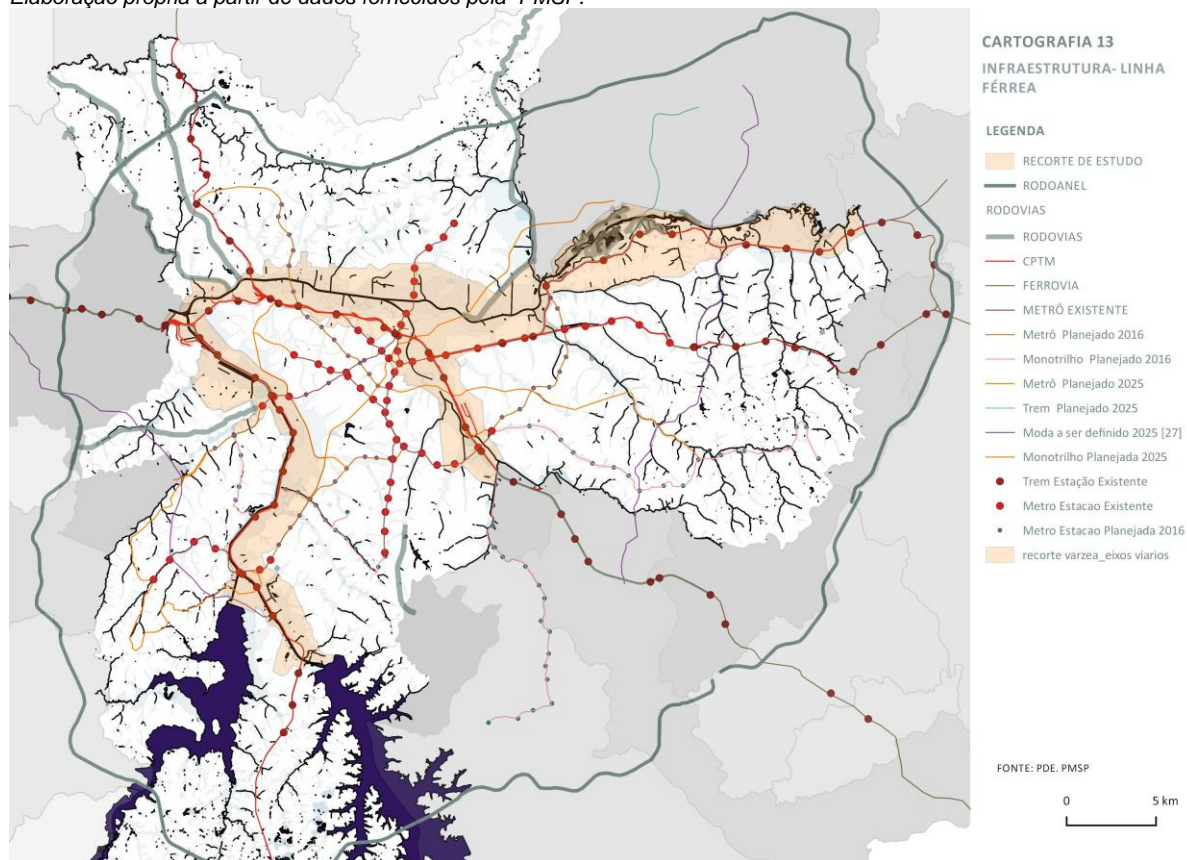 Elaboração própria a partir de dados fornecidos pela PMSP.
CARTOGRAFIA 13
INFRAESTRUTURA- LINHA
FÉRREA
LEGENDA
RECORTE DE ESTUDO
RODOANEL
RODOVIAS
RODOVIAS
CPTM
FERROVIA
METRÔ EXISTENTE
Metrô Planejado 2016
Monotrilho Planejado 2016
Metrô Planejado 2025
Trem Planejado 2025
Moda a ser definido 2025 [27]
Monotrilho Planejada 2025
Trem Estação Existente
Metro Estacao Existente
Metro Estacao Planejada 2016
recorte varzea_eixos viarios
FONTE: PDE. PMSP
0 5 km